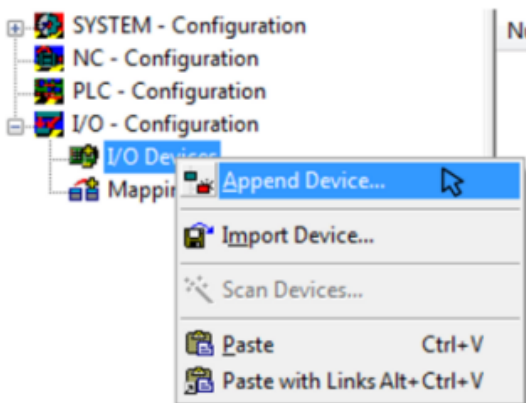 SYSTEM - Configuration
NC - Configuration
PLC - Configuration
I/O - Configuration
I/O Devices
Append Device...
Import Device...
Scan Devices...
Paste Ctrl+V
Paste with Links Alt+Ctrl+V